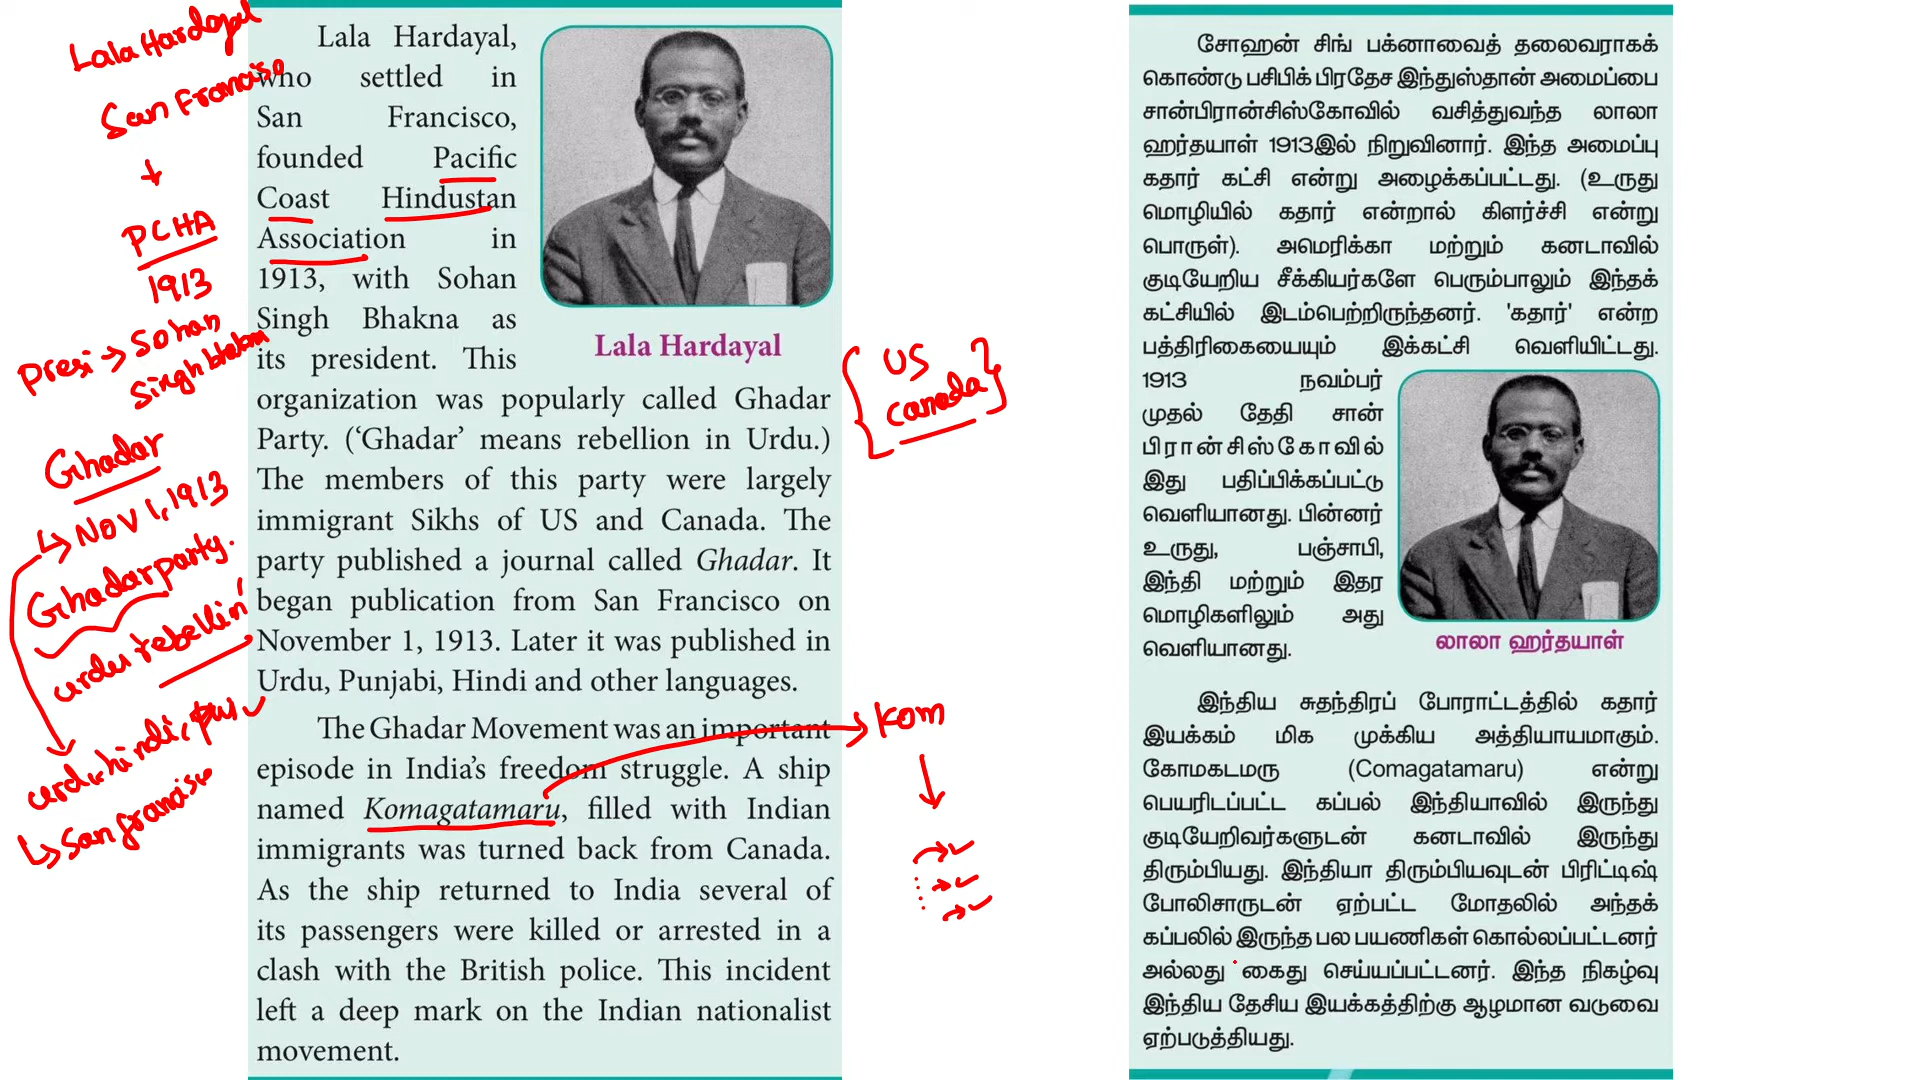 Lala Hardayal
San Francisco
PCHA
1913
Presi → Sohan
Singh bhakna
Ghadar
↳ NOV 1, 1913
Ghadar party.
urdu rebellin'
urdu, hindi, pu
↳ San francisco
Lala Hardayal,
who settled in
San Francisco,
founded Pacific
Coast Hindustan
Association in
1913, with Sohan
Singh Bhakna as
its president. This
Lala Hardayal
organization was popularly called Ghadar
Party. (‘Ghadar’ means rebellion in Urdu.)
The members of this party were largely
immigrant Sikhs of US and Canada. The
party published a journal called Ghadar. It
began publication from San Francisco on
November 1, 1913. Later it was published in
Urdu, Punjabi, Hindi and other languages.
The Ghadar Movement was an important
episode in India’s freedom struggle. A ship
named Komagatamaru, filled with Indian
immigrants was turned back from Canada.
As the ship returned to India several of
its passengers were killed or arrested in a
clash with the British police. This incident
left a deep mark on the Indian nationalist
movement.
US
Canada
Kom
சோஹன் சிங் பக்னாவைத் தலைவராகக்
கொண்டு பசிபிக் பிரதேச இந்துஸ்தான் அமைப்பை
சான்பிரான்சிஸ்கோவில் வசித்துவந்த லாலா
ஹர்தயாள் 1913இல் நிறுவினார். இந்த அமைப்பு
கதார் கட்சி என்று அழைக்கப்பட்டது. (உருது
மொழியில் கதார் என்றால் கிளர்ச்சி என்று
பொருள்). அமெரிக்கா மற்றும் கனடாவில்
குடியேறிய சீக்கியர்களே பெரும்பாலும் இந்தக்
கட்சியில் இடம்பெற்றிருந்தனர். 'கதார்' என்ற
பத்திரிகையையும் இக்கட்சி வெளியிட்டது.
1913 நவம்பர்
முதல் தேதி சான்
பிரான்சிஸ்கோவில்
இது பதிப்பிக்கப்பட்டு
வெளியானது. பின்னர்
உருது, பஞ்சாபி,
இந்தி மற்றும் இதர
மொழிகளிலும் அது
வெளியானது.
லாலா ஹர்தயாள்
இந்திய சுதந்திரப் போராட்டத்தில் கதார்
இயக்கம் மிக முக்கிய அத்தியாயமாகும்.
கோமகடமரு (Comagatamaru) என்று
பெயரிடப்பட்ட கப்பல் இந்தியாவில் இருந்து
குடியேறிவர்களுடன் கனடாவில் இருந்து
திரும்பியது. இந்தியா திரும்பியவுடன் பிரிட்டிஷ்
போலிசாருடன் ஏற்பட்ட மோதலில் அந்தக்
கப்பலில் இருந்த பல பயணிகள் கொல்லப்பட்டனர்
அல்லது கைது செய்யப்பட்டனர். இந்த நிகழ்வு
இந்திய தேசிய இயக்கத்திற்கு ஆழமான வடுவை
ஏற்படுத்தியது.